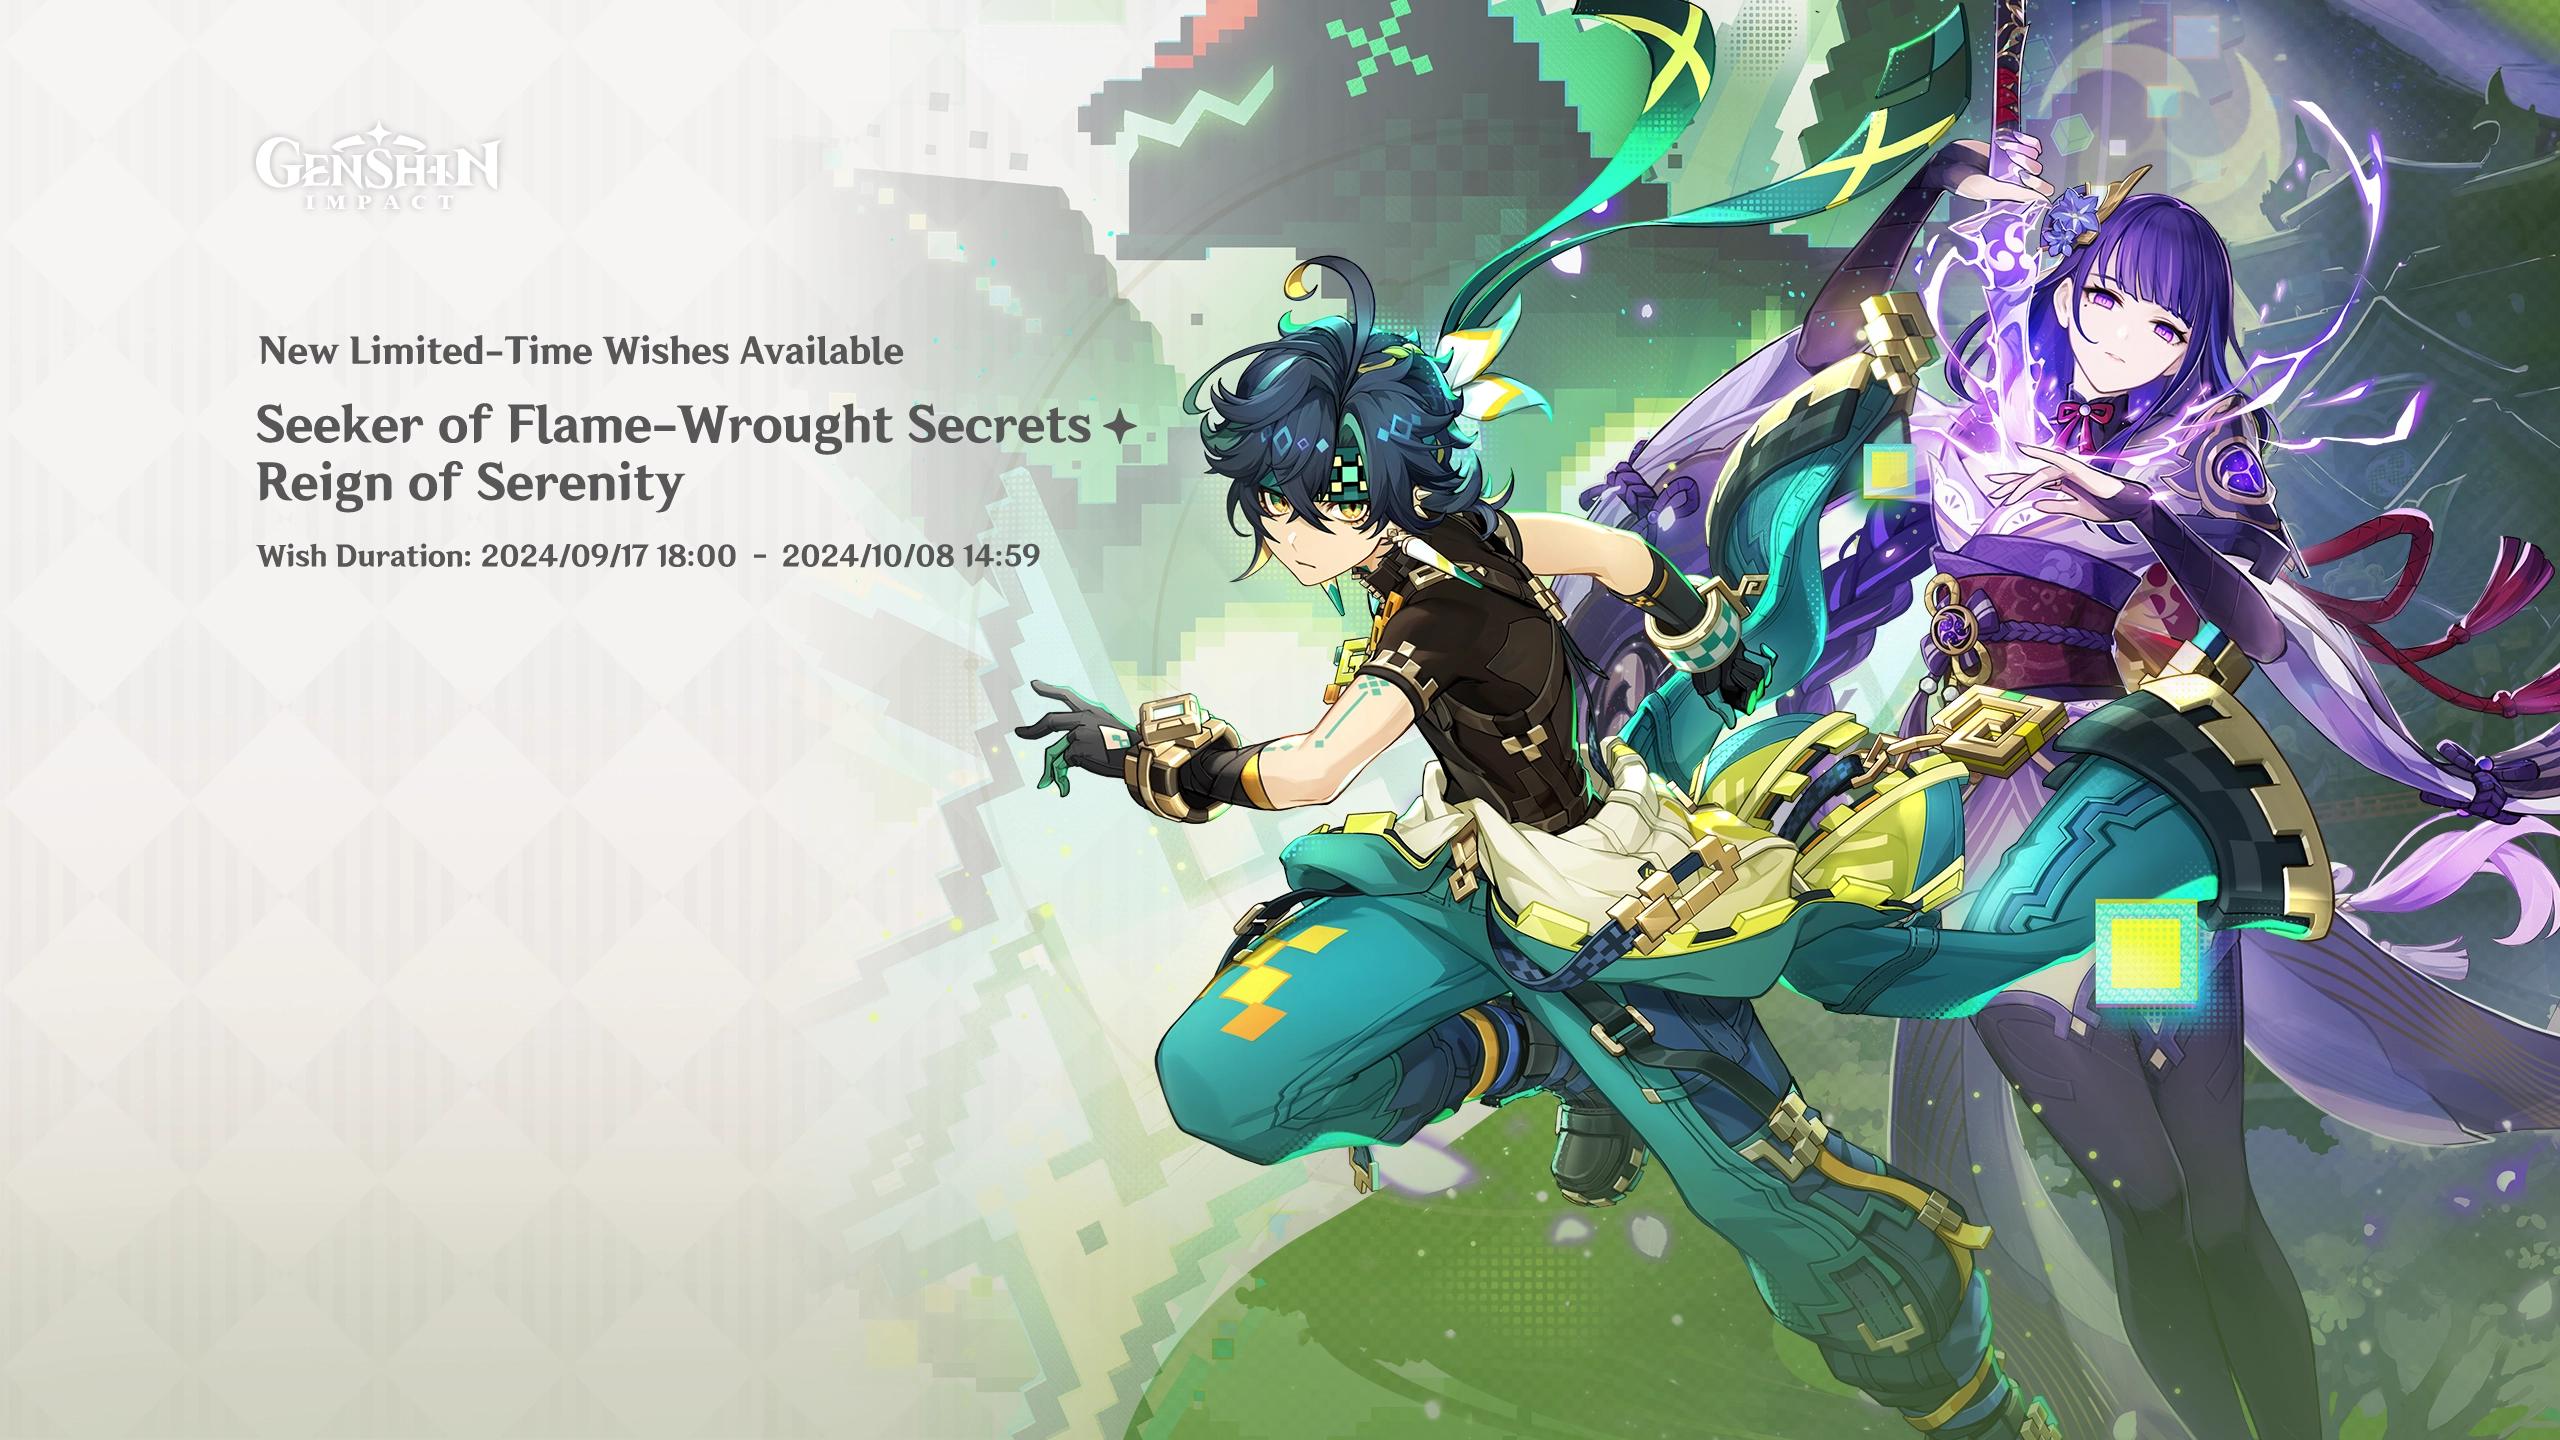 GENSHIN
IMPACT
New Limited-Time Wishes Available
Seeker of Flame-Wrought Secrets ✦
Reign of Serenity
Wish Duration: 2024/09/17 18:00 - 2024/10/08 14:59